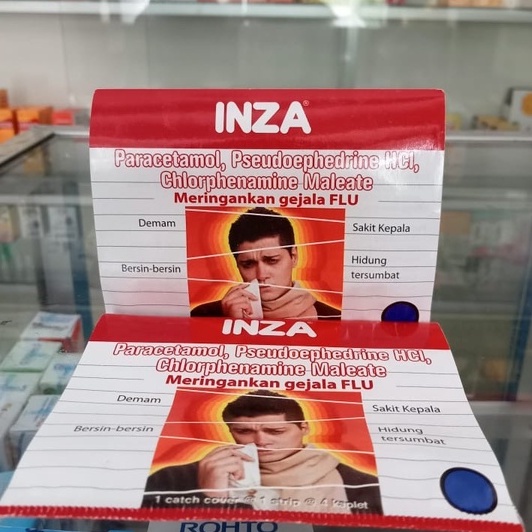 INZA®
Paracetamol, Pseudoephedrine HCl,
Chlorphenamine Maleate
Meringankan gejala FLU
Demam
Sakit Kepala
Bersin-bersin
Hidung
tersumbat
INZA
Paracetamol, Pseudoephedrine HCl,
Chlorphenamine Maleate
Meringankan gejala FLU
Demam
Sakit Kepala
Bersin-bersin
Hidung
tersumbat
1 catch cover @ 1 strip @ 4 kaplet
ROHTO